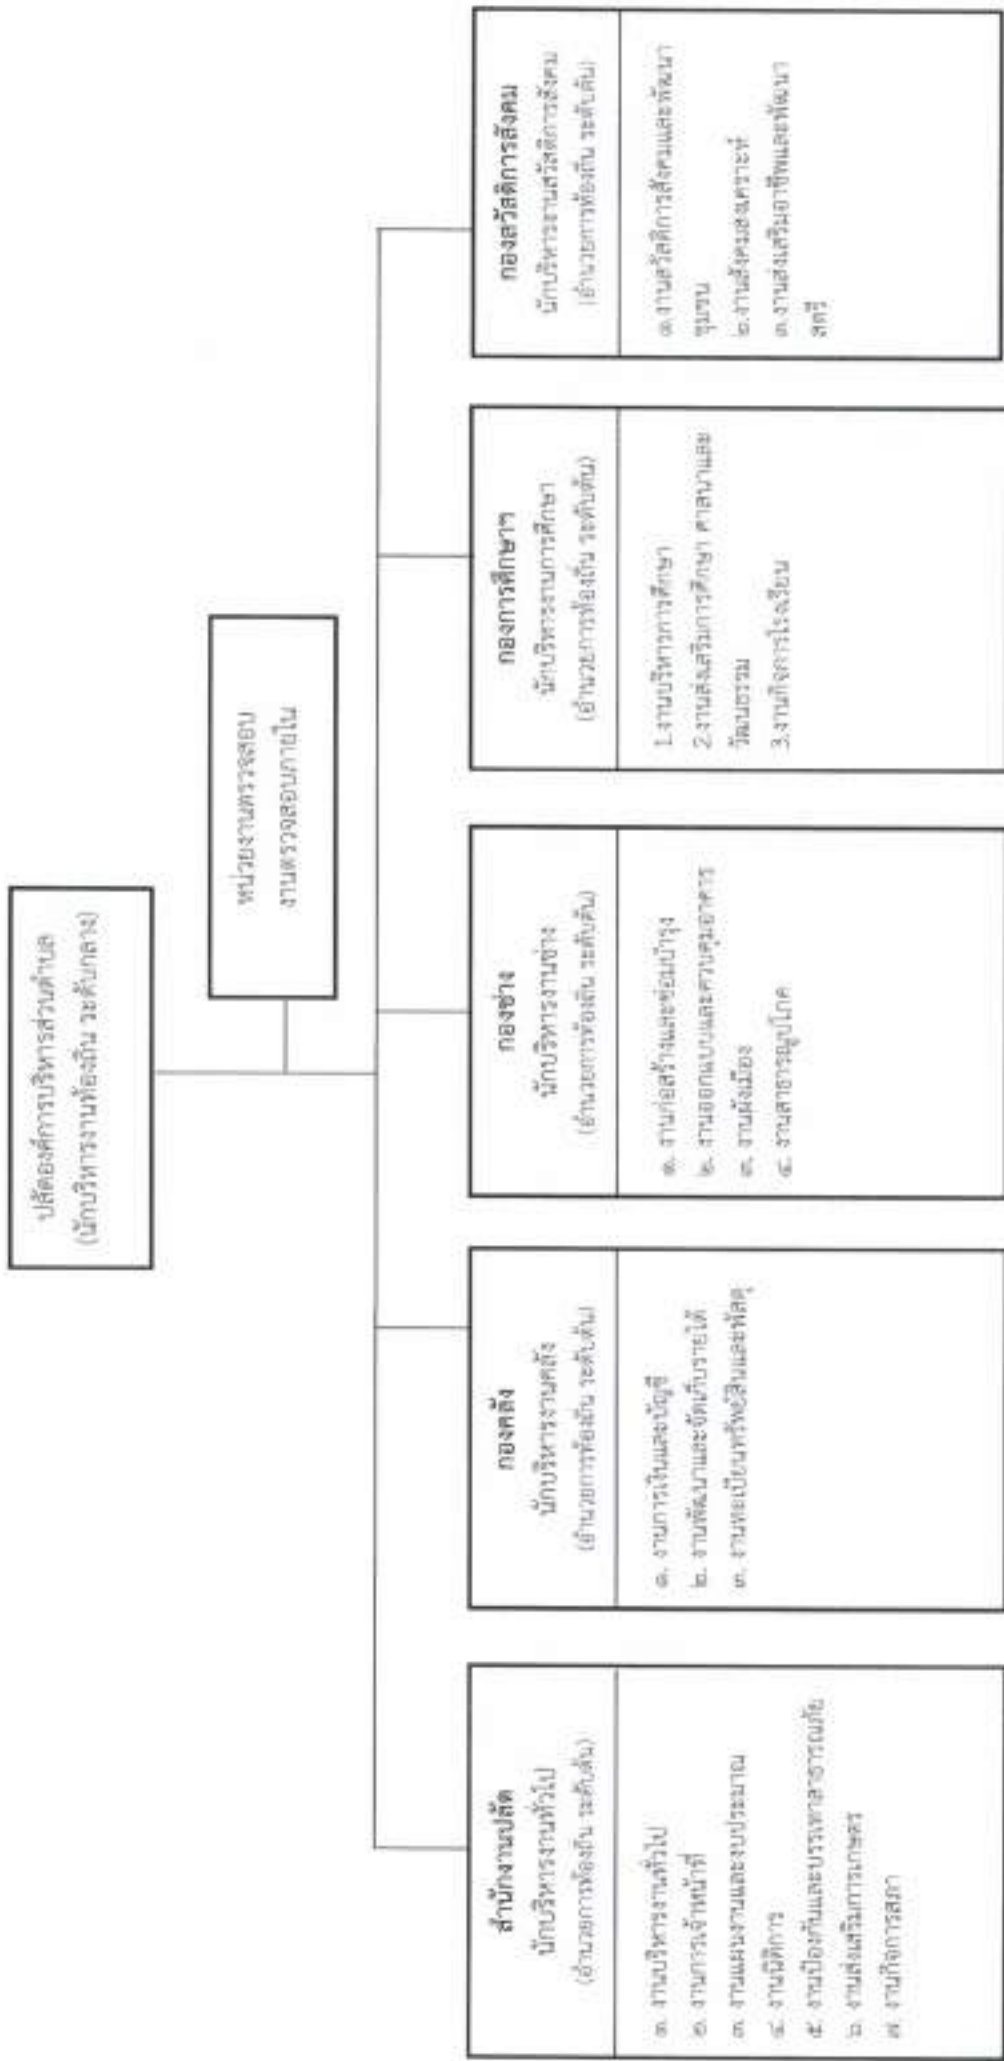 ปลัดองค์การบริหารส่วนตำบล
(นักบริหารงานท้องถิ่น ระดับกลาง)
หน่วยงานตรวจสอบ
งานตรวจสอบภายใน
สำนักงานปลัด
นักบริหารงานทั่วไป
(อำนวยการท้องถิ่น ระดับต้น)
๑. งานบริหารงานทั่วไป
๒. งานการเจ้าหน้าที่
๓. งานแผนงานและงบประมาณ
๔. งานนิติการ
๕. งานป้องกันและบรรเทาสาธารณภัย
๖. งานส่งเสริมการเกษตร
๗. งานกิจการสภา
กองคลัง
นักบริหารงานคลัง
(อำนวยการท้องถิ่น ระดับต้น)
๑. งานการเงินและบัญชี
๒. งานพัฒนาและจัดเก็บรายได้
๓. งานทะเบียนทรัพย์สินและพัสดุ
กองช่าง
นักบริหารงานช่าง
(อำนวยการท้องถิ่น ระดับต้น)
๑. งานก่อสร้างและซ่อมบำรุง
๒. งานออกแบบและควบคุมอาคาร
๓. งานผังเมือง
๔. งานสาธารณูปโภค
กองการศึกษาฯ
นักบริหารงานการศึกษา
(อำนวยการท้องถิ่น ระดับต้น)
1.งานบริหารการศึกษา
2.งานส่งเสริมการศึกษา ศาสนาและ
วัฒนธรรม
3.งานกิจการโรงเรียน
กองสวัสดิการสังคม
นักบริหารงานสวัสดิการสังคม
(อำนวยการท้องถิ่น ระดับต้น)
๑.งานสวัสดิการสังคมและพัฒนา
ชุมชน
๒.งานสังคมสงเคราะห์
๓.งานส่งเสริมอาชีพและพัฒนา
สตรี